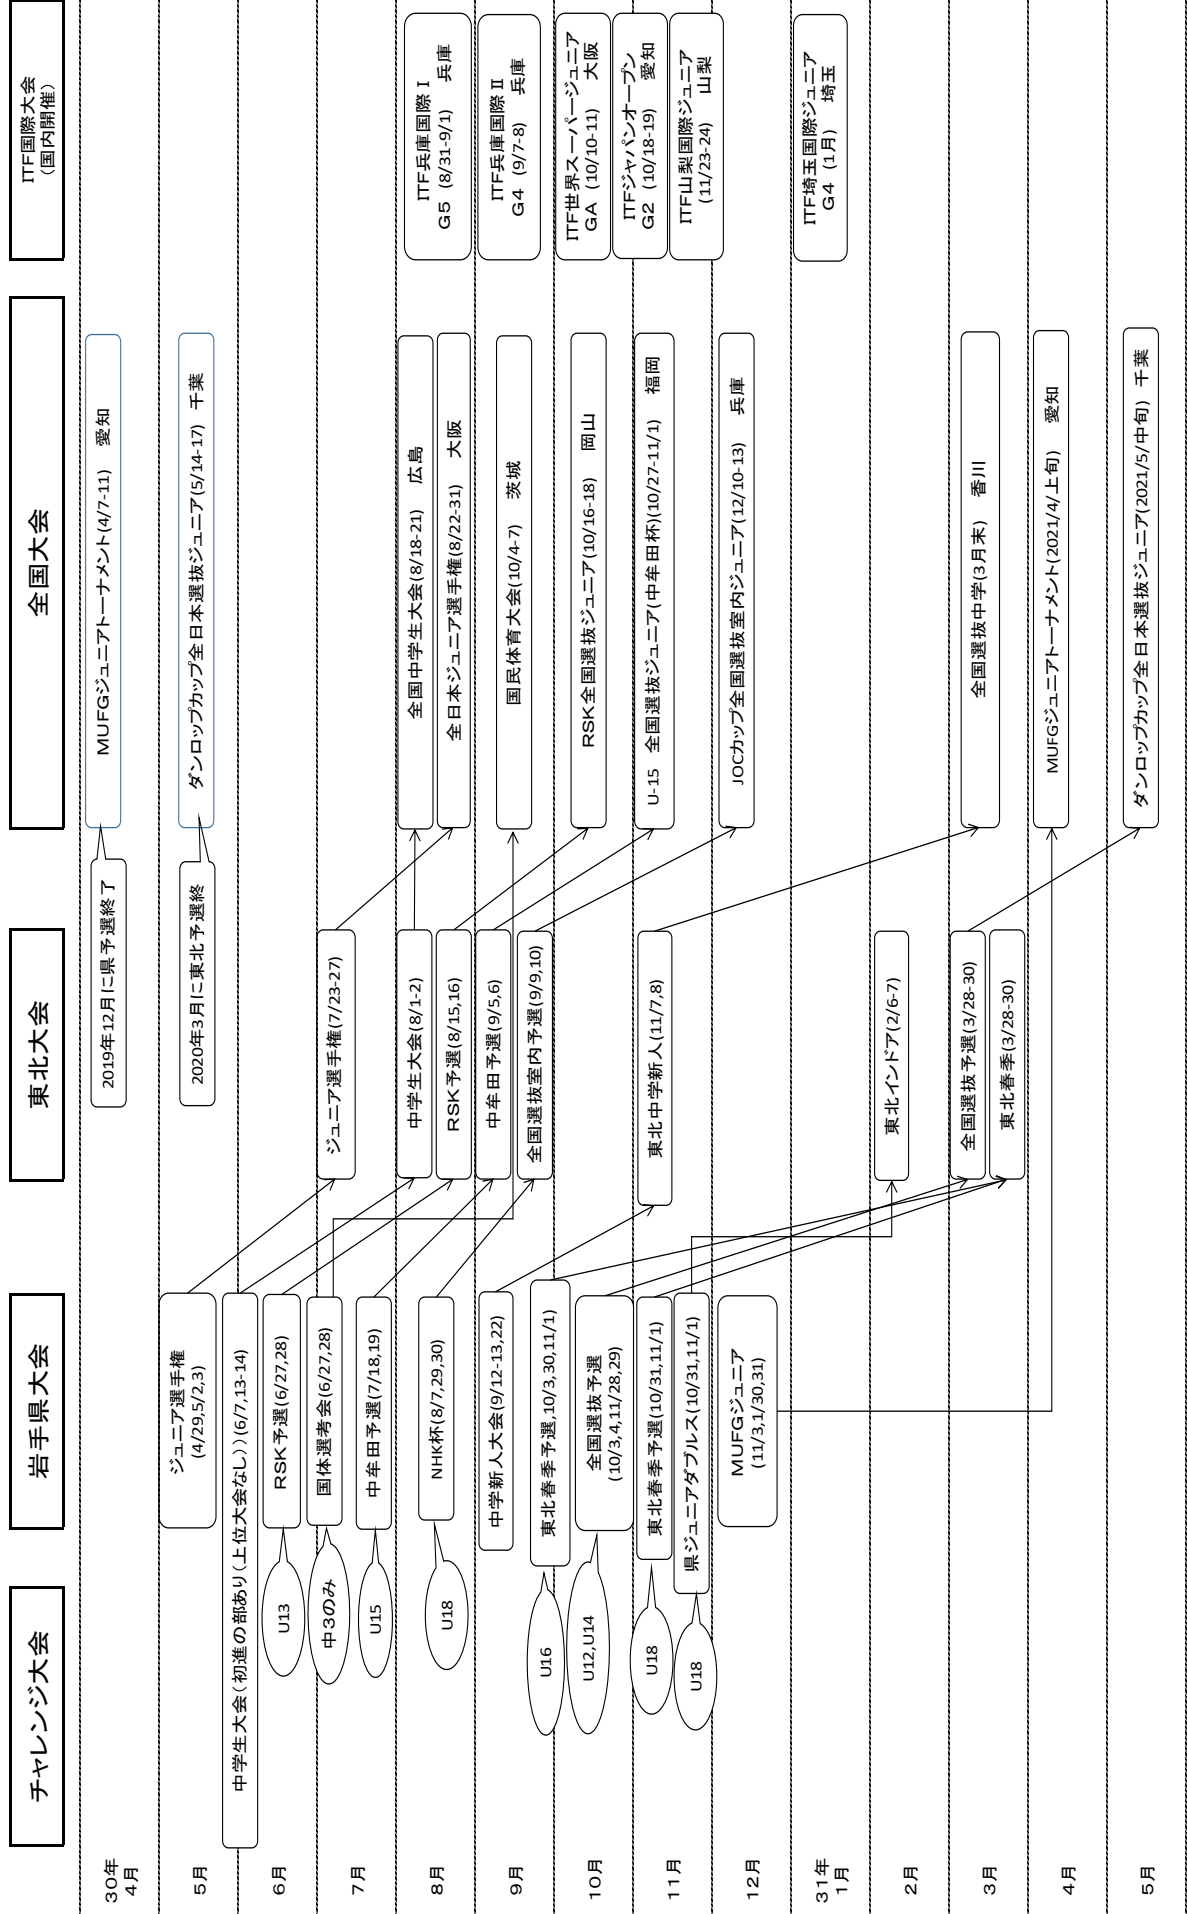 チャレンジ大会
岩手県大会
東北大会
全国大会
ITF国際大会
（国内開催）
30年
4月
2019年12月に県予選終了
MUFGジュニアトーナメント(4/7-11)　愛知
5月
ジュニア選手権
(4/29,5/2,3)
2020年3月に東北予選終
ダンロップカップ全日本選抜ジュニア(5/14-17)　千葉
中学生大会（初進の部あり（上位大会なし））(6/7,13-14)
6月
U13
RSK予選(6/27,28)
中3のみ
国体選考会(6/27,28)
7月
U15
中牟田予選(7/18,19)
ジュニア選手権(7/23-27)
8月
U18
NHK杯(8/7,29,30)
中学生大会(8/1-2)
RSK予選(8/15,16)
全国中学生大会(8/18-21)　広島
全日本ジュニア選手権(8/22-31)　大阪
ITF兵庫国際Ⅰ
G5 (8/31-9/1)　兵庫
9月
中学新人大会(9/12-13,22)
中牟田予選(9/5,6)
全国選抜室内予選(9/9,10)
国民体育大会(10/4-7)　茨城
ITF兵庫国際Ⅱ
G4 (9/7-8)　兵庫
U16
東北春季予選,10/3,30,11/1)
10月
U12,U14
全国選抜予選
(10/3,4,11/28,29)
RSK全国選抜ジュニア(10/16-18)　岡山
ITF世界スーパージュニア
GA (10/10-11)　大阪
ITFジャパンオープン
G2 (10/18-19)　愛知
11月
U18
東北春季予選(10/31,11/1)
U18
県ジュニアダブルス(10/31,11/1)
東北中学新人(11/7,8)
U-15　全国選抜ジュニア(中牟田杯)(10/27-11/1)　福岡
ITF山梨国際ジュニア
(11/23-24)　山梨
12月
MUFGジュニア
(11/3,1/30,31)
JOCカップ全国選抜室内ジュニア(12/10-13)　兵庫
31年
1月
ITF埼玉国際ジュニア
G4 (1月)　埼玉
2月
東北インドア(2/6-7)
3月
全国選抜予選(3/28-30)
東北春季(3/28-30)
全国選抜中学(3月末)　香川
4月
MUFGジュニアトーナメント(2021/4/上旬)　愛知
5月
ダンロップカップ全日本選抜ジュニア(2021/5/中旬)　千葉